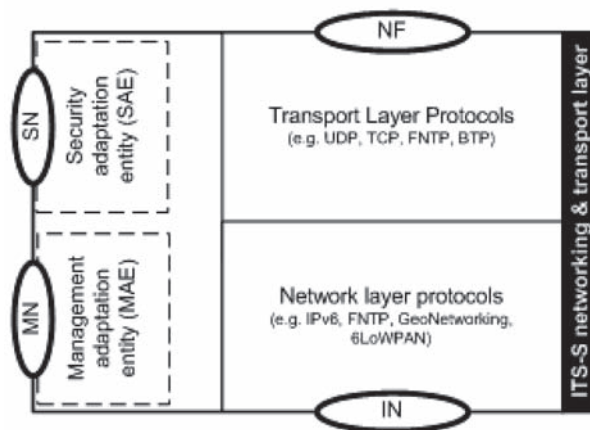 NF
SN
Security
adaptation
entity (SAE)
Transport Layer Protocols
(e.g. UDP, TCP, FNTP, BTP)
MN
Management
adaptation
entity (MAE)
Network layer protocols
(e.g. IPv6, FNTP, GeoNetworking,
6LoWPAN)
IN
ITS-S networking & transport layer